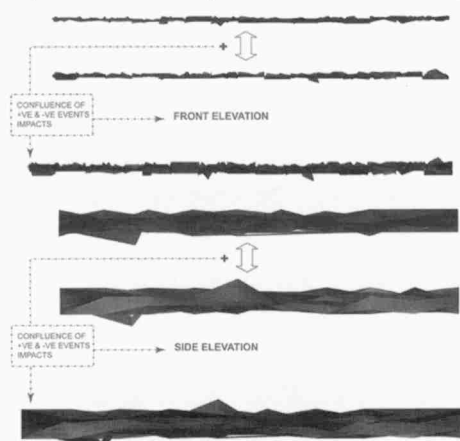 +
CONFLUENCE OF
+VE & -VE EVENTS
IMPACTS
FRONT ELEVATION
+
CONFLUENCE OF
+VE & -VE EVENTS
IMPACTS
SIDE ELEVATION